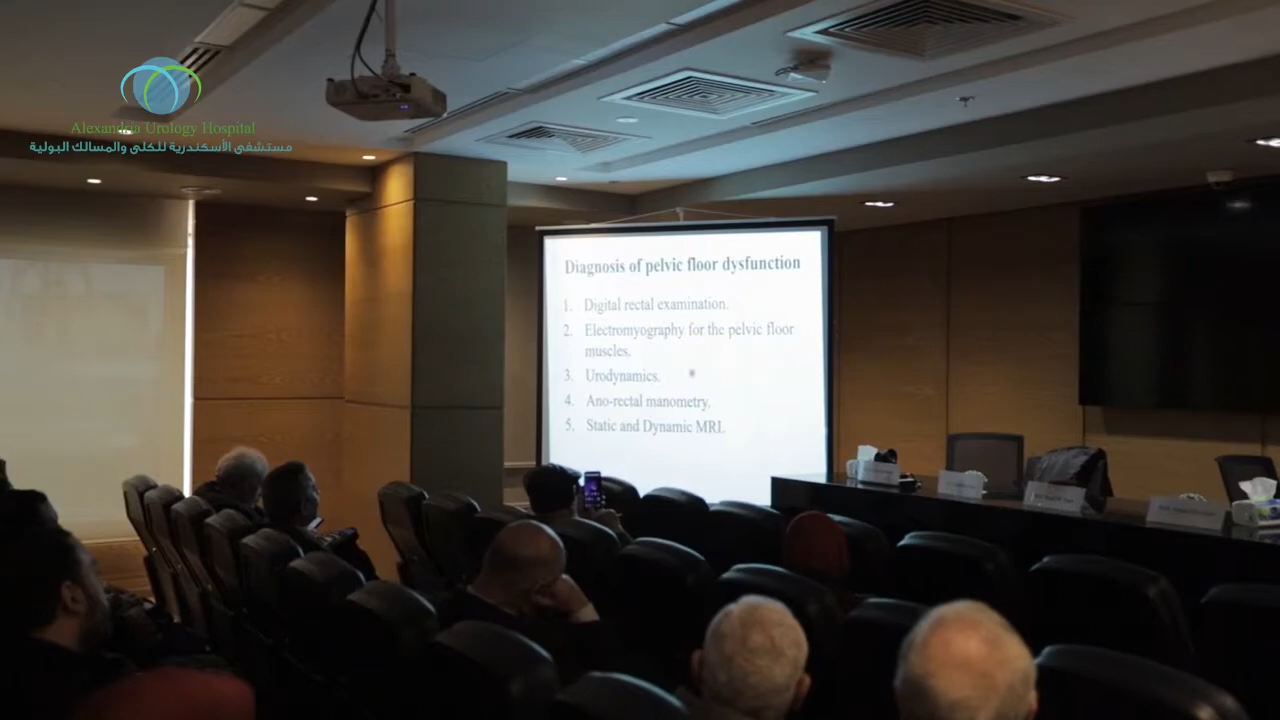 Alexandria Urology Hospital
مستشفى الأسكندرية للكلى والمسالك البولية
Diagnosis of pelvic floor dysfunction
1. Digital rectal examination.
2. Electromyography for the pelvic floor
muscles.
3. Urodynamics.
4. Ano-rectal manometry.
5. Static and Dynamic MRI.